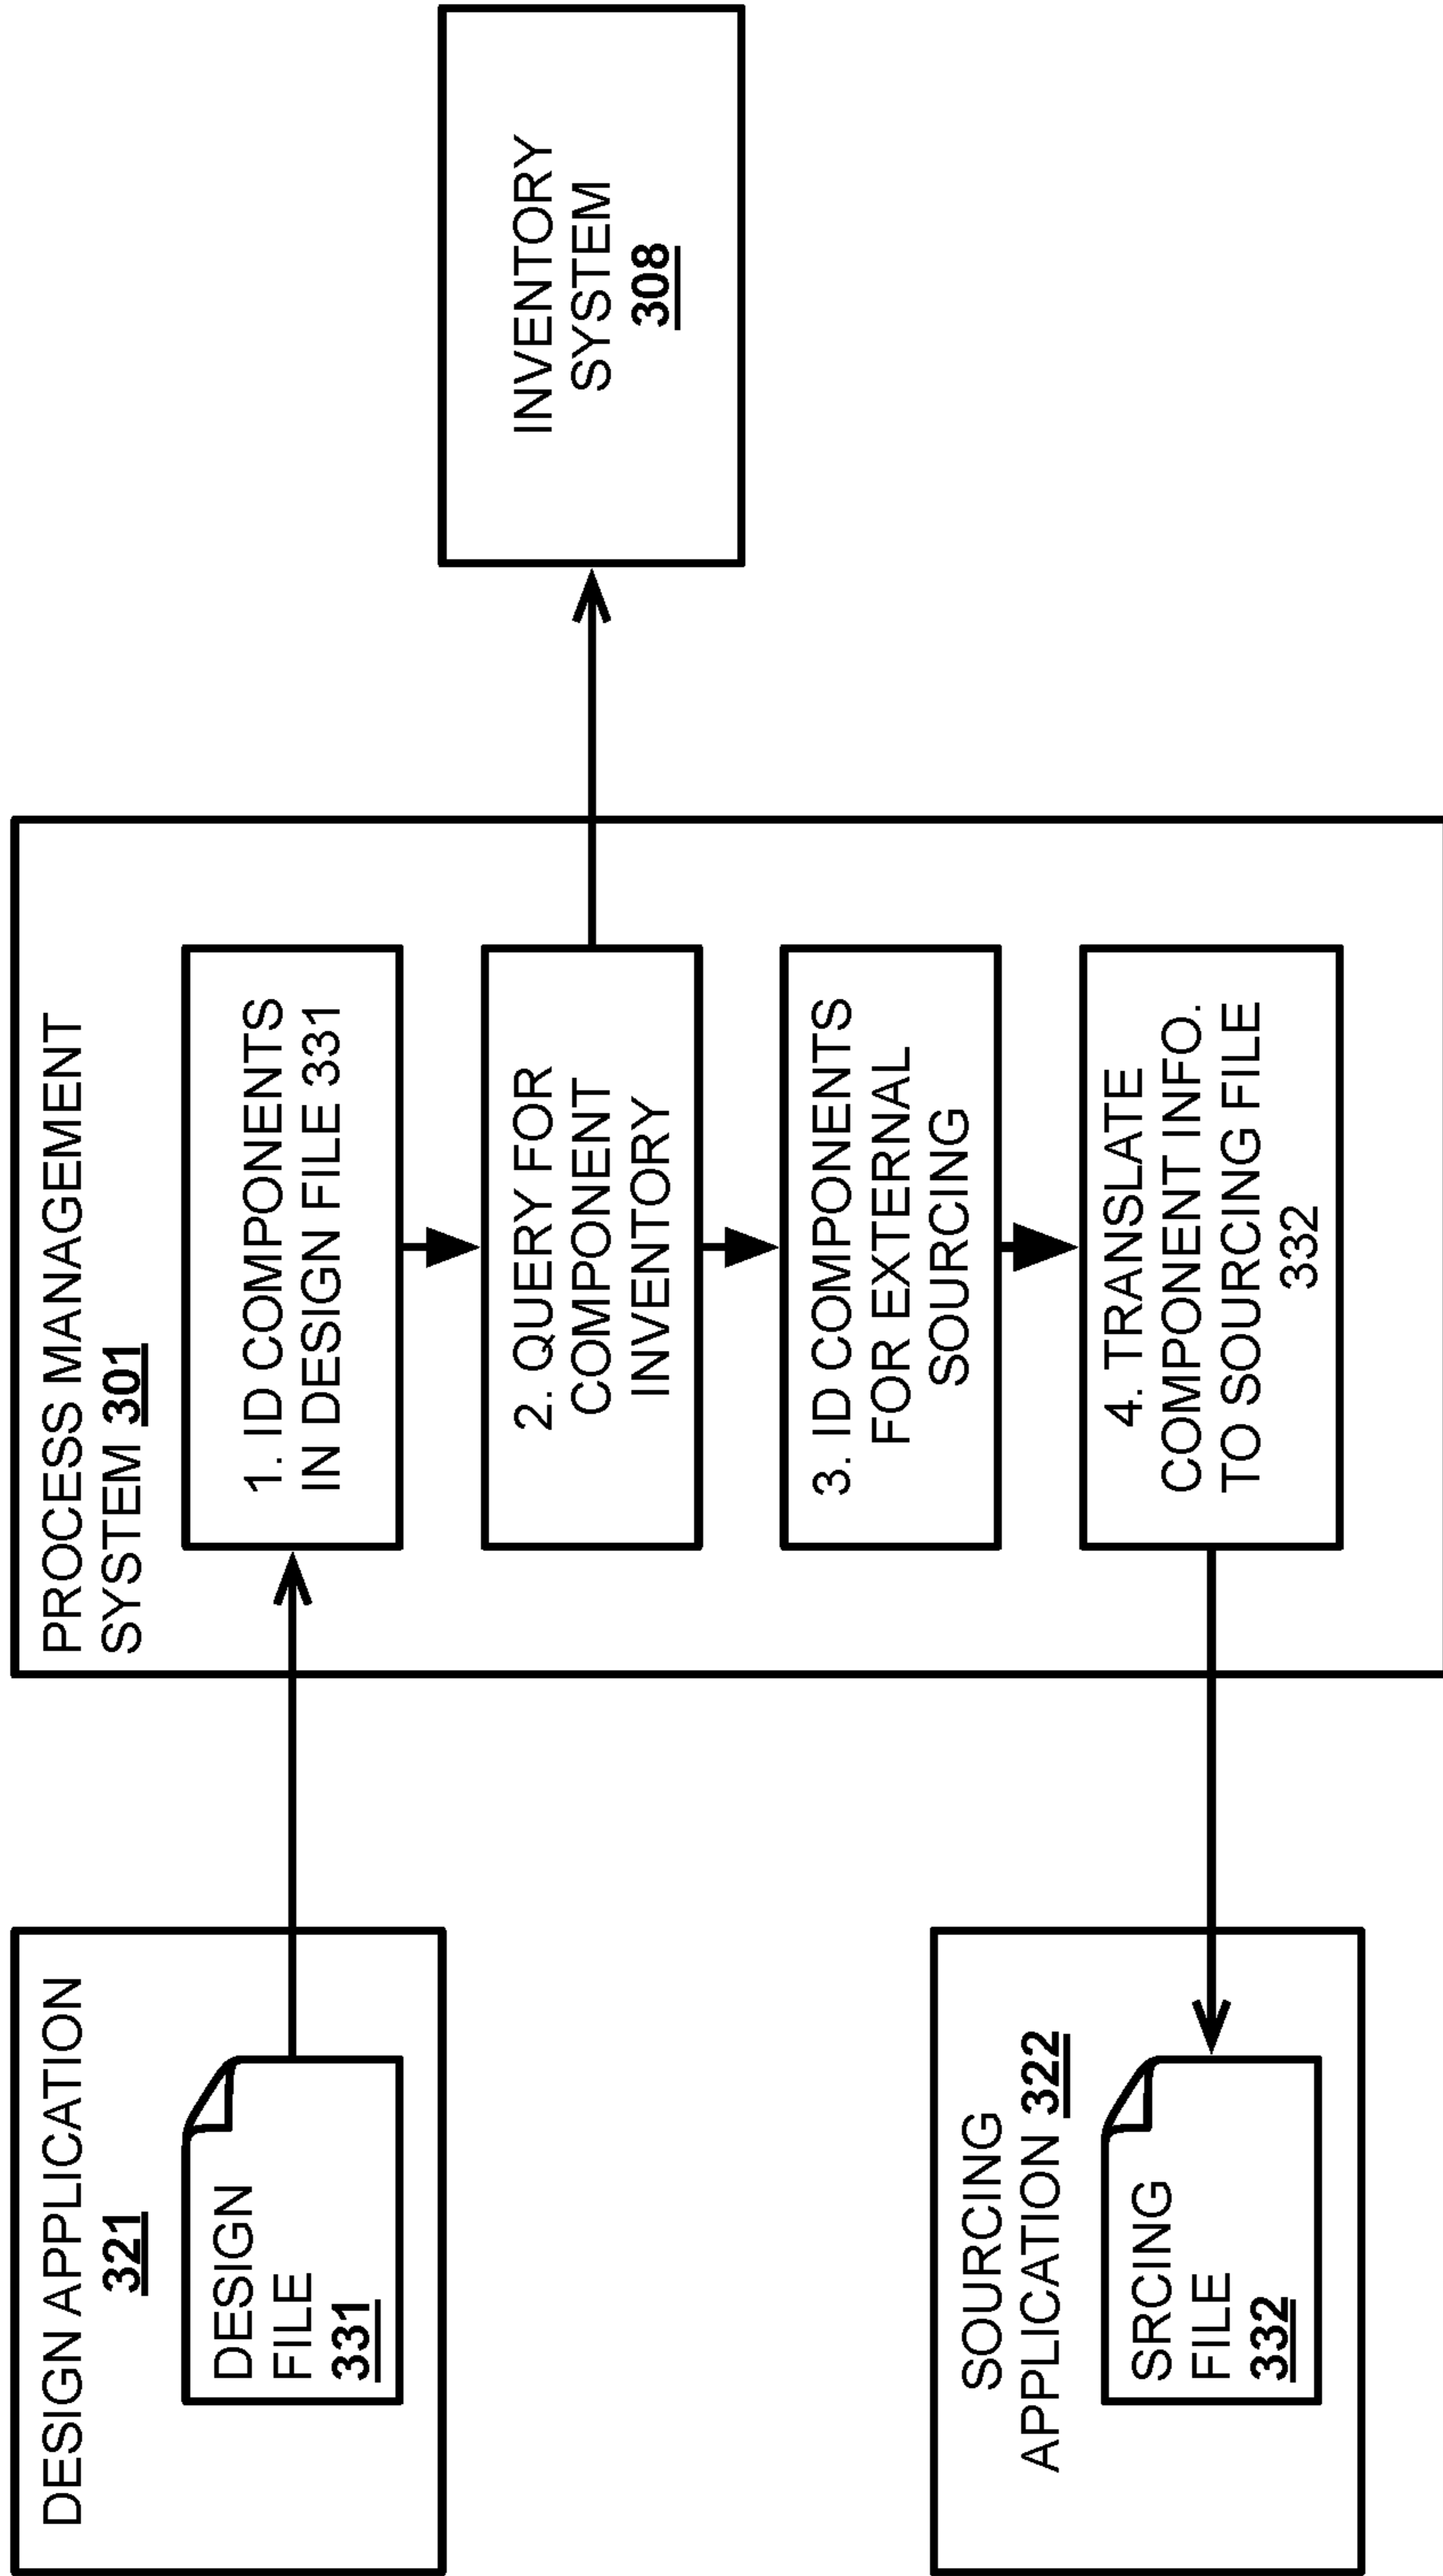 DESIGN APPLICATION
321
DESIGN
FILE
331
SOURCING
APPLICATION 322
SRCING
FILE
332
PROCESS MANAGEMENT
SYSTEM 301
1. ID COMPONENTS
IN DESIGN FILE 331
2. QUERY FOR
COMPONENT
INVENTORY
3. ID COMPONENTS
FOR EXTERNAL
SOURCING
4. TRANSLATE
COMPONENT INFO.
TO SOURCING FILE
332
INVENTORY
SYSTEM
308